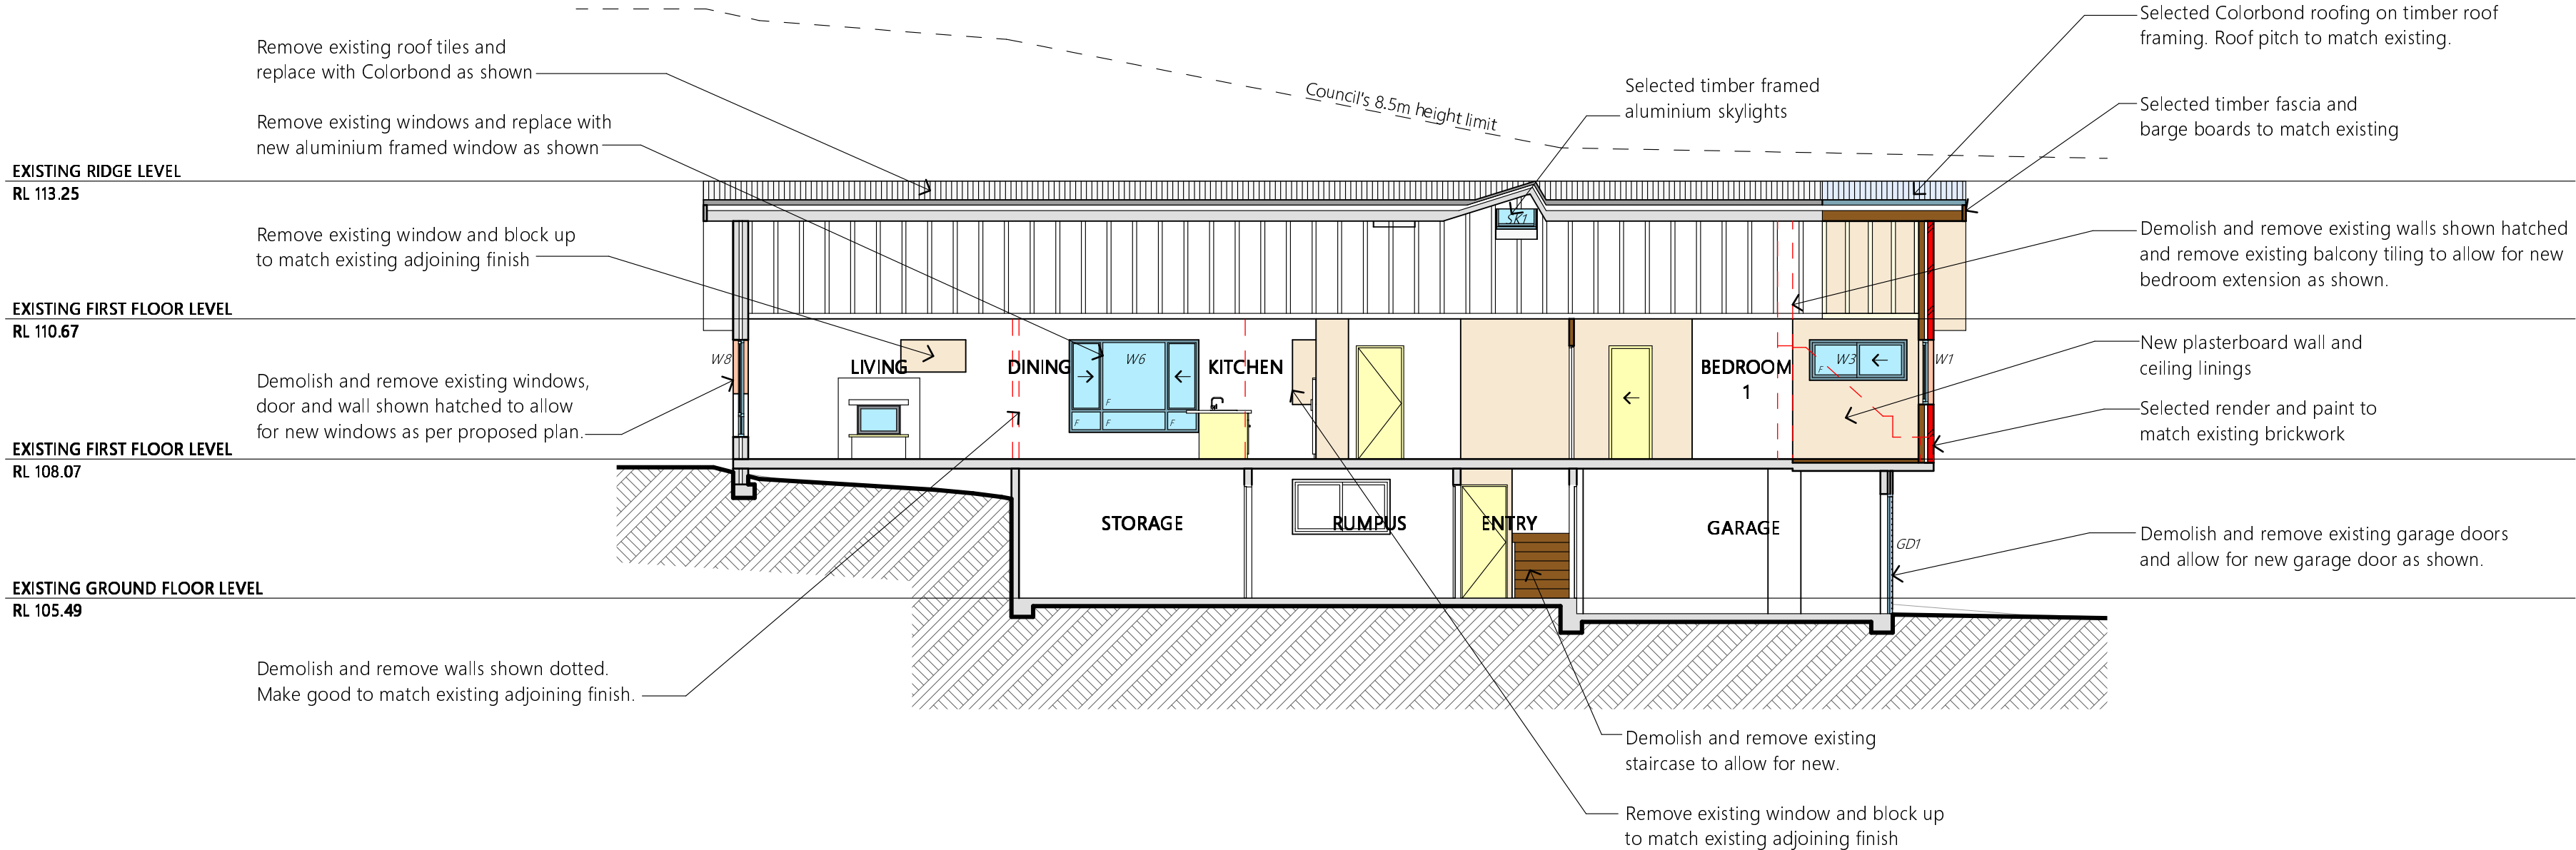 Remove existing roof tiles and
replace with Colorbond as shown
Remove existing windows and replace with
new aluminium framed window as shown
EXISTING RIDGE LEVEL
RL 113.25
Remove existing window and block up
to match existing adjoining finish
EXISTING FIRST FLOOR LEVEL
RL 110.67
Demolish and remove existing windows,
door and wall shown hatched to allow
for new windows as per proposed plan.
EXISTING FIRST FLOOR LEVEL
RL 108.07
EXISTING GROUND FLOOR LEVEL
RL 105.49
Demolish and remove walls shown dotted.
Make good to match existing adjoining finish.
Council's 8.5m height limit
Selected timber framed
aluminium skylights
SK1
W8
LIVING
DINING
W6
F
F
F
F
KITCHEN
BEDROOM
1
W3
F
W1
STORAGE
RUMPUS
ENTRY
GARAGE
GD1
Selected Colorbond roofing on timber roof
framing. Roof pitch to match existing.
Selected timber fascia and
barge boards to match existing
Demolish and remove existing walls shown hatched
and remove existing balcony tiling to allow for new
bedroom extension as shown.
New plasterboard wall and
ceiling linings
Selected render and paint to
match existing brickwork
Demolish and remove existing garage doors
and allow for new garage door as shown.
Demolish and remove existing
staircase to allow for new.
Remove existing window and block up
to match existing adjoining finish